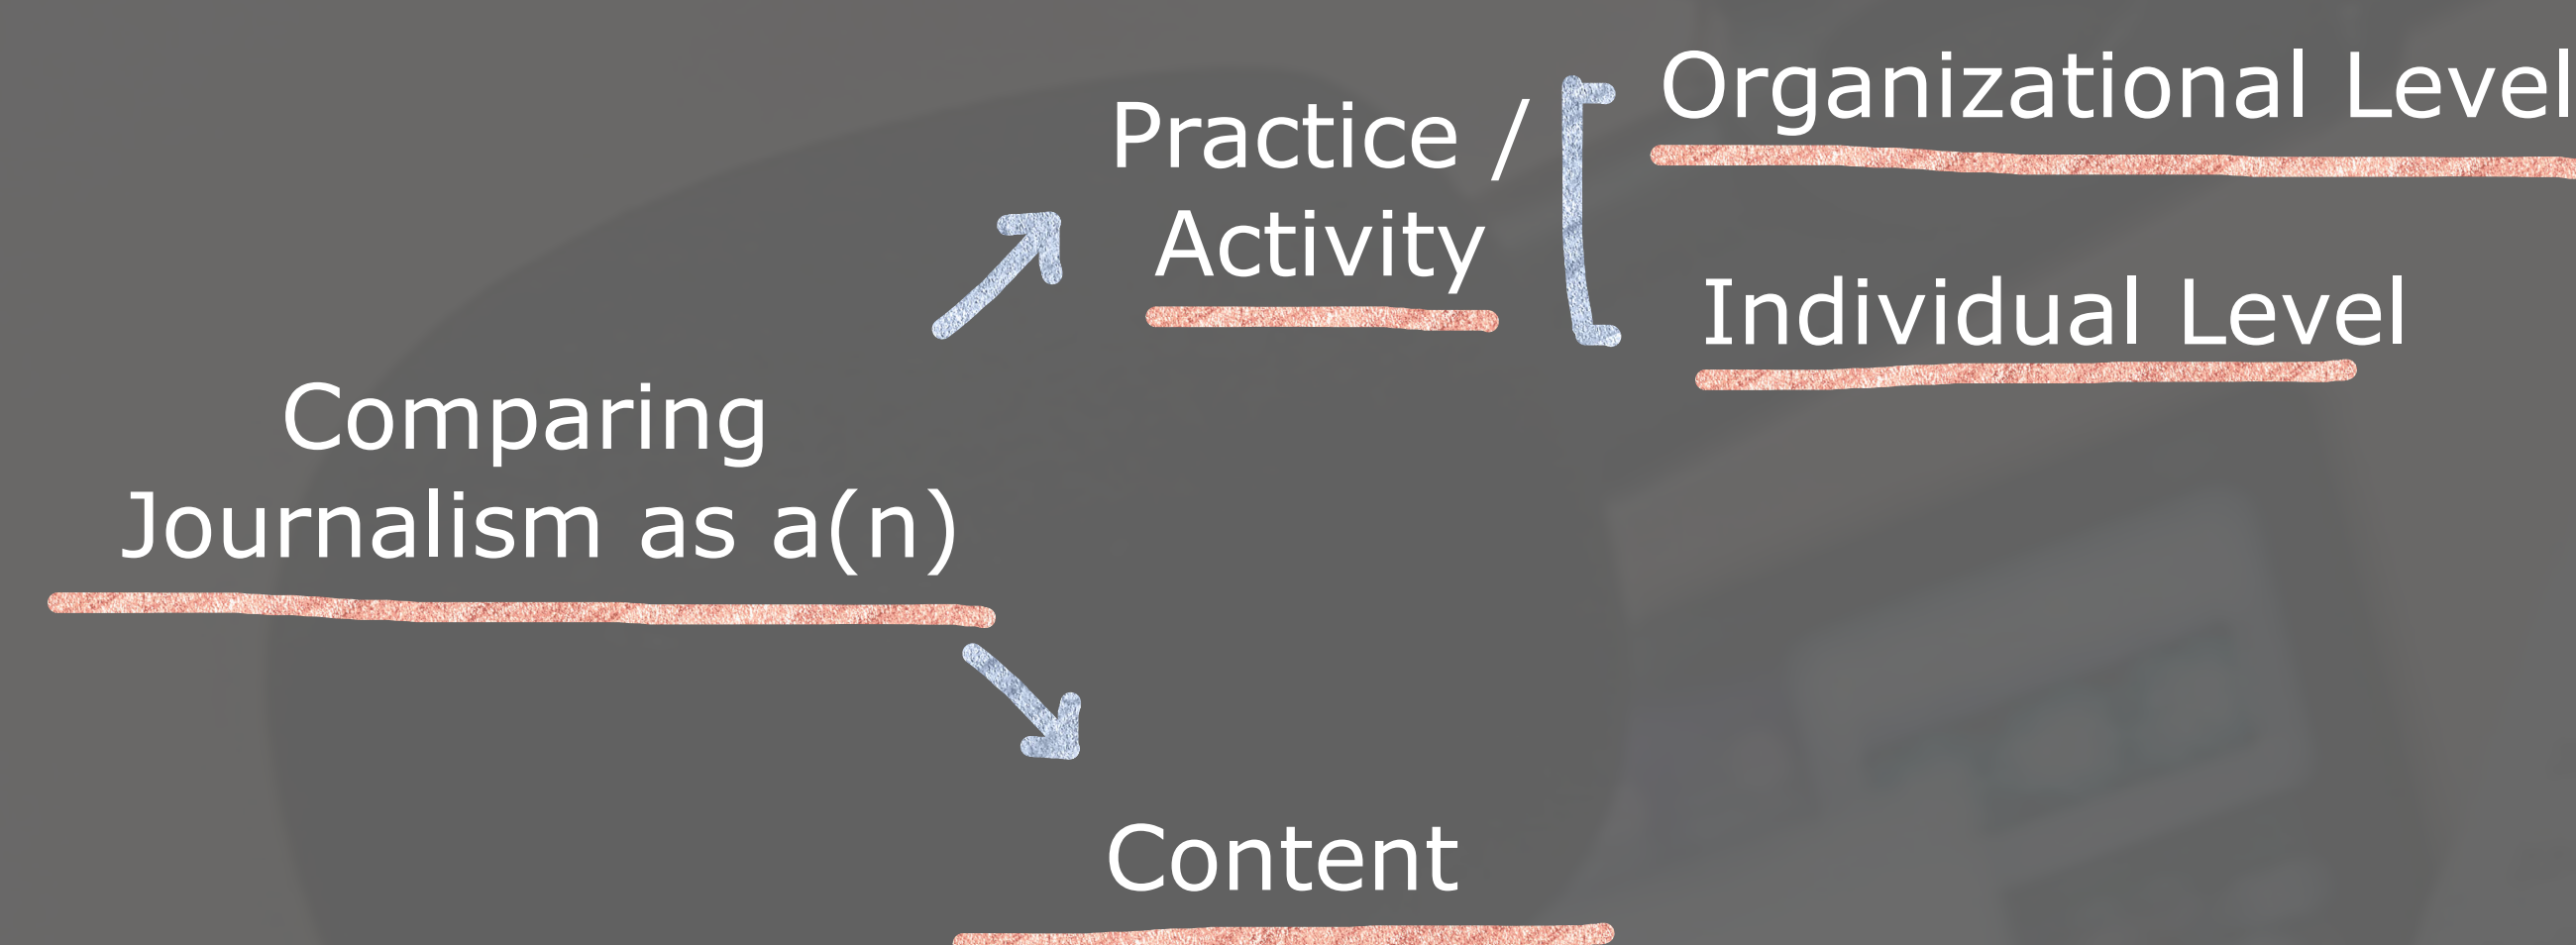 Organizational Level
Practice /
Activity
Individual Level
Comparing
Journalism as a(n)
Content